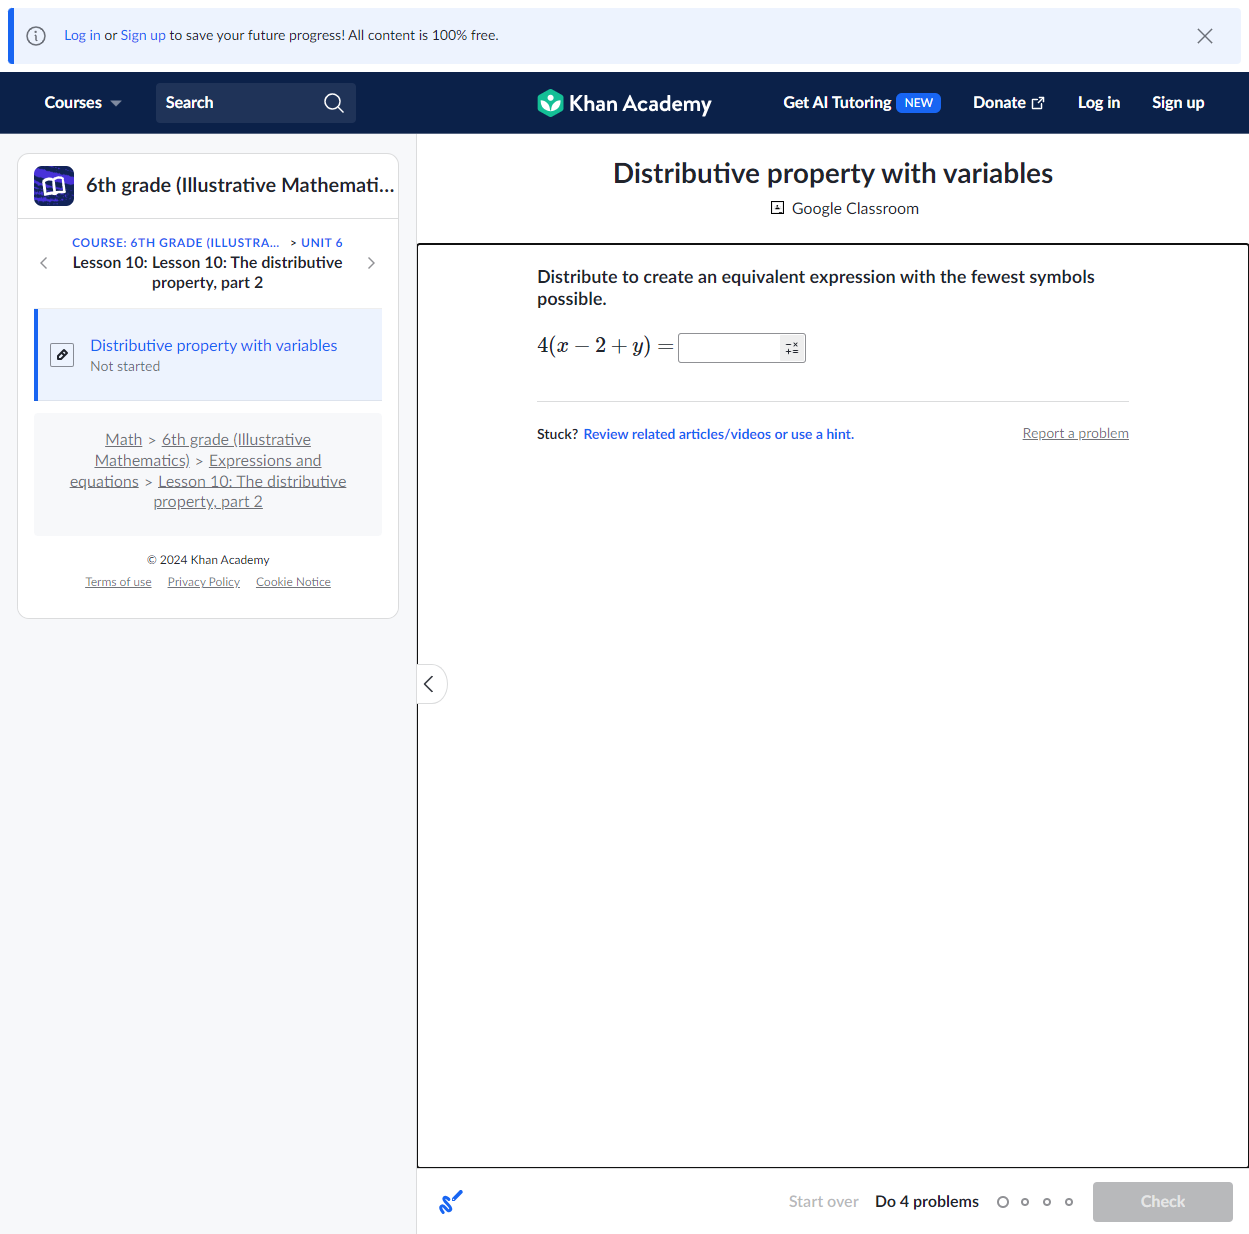 Log in or Sign up to save your future progress! All content is 100% free.
Courses
Search
Khan Academy
Get AI Tutoring NEW
Donate
Log in
Sign up
6th grade (Illustrative Mathemati...
COURSE: 6TH GRADE (ILLUSTRA... > UNIT 6
Lesson 10: Lesson 10: The distributive
property, part 2
Distributive property with variables
Not started
Math > 6th grade (Illustrative
Mathematics) > Expressions and
equations > Lesson 10: The distributive
property, part 2
© 2024 Khan Academy
Terms of use Privacy Policy Cookie Notice
Distributive property with variables
Google Classroom
Distribute to create an equivalent expression with the fewest symbols
possible.
4(x − 2 + y) =
Stuck? Review related articles/videos or use a hint.
Report a problem
Start over
Do 4 problems
Check